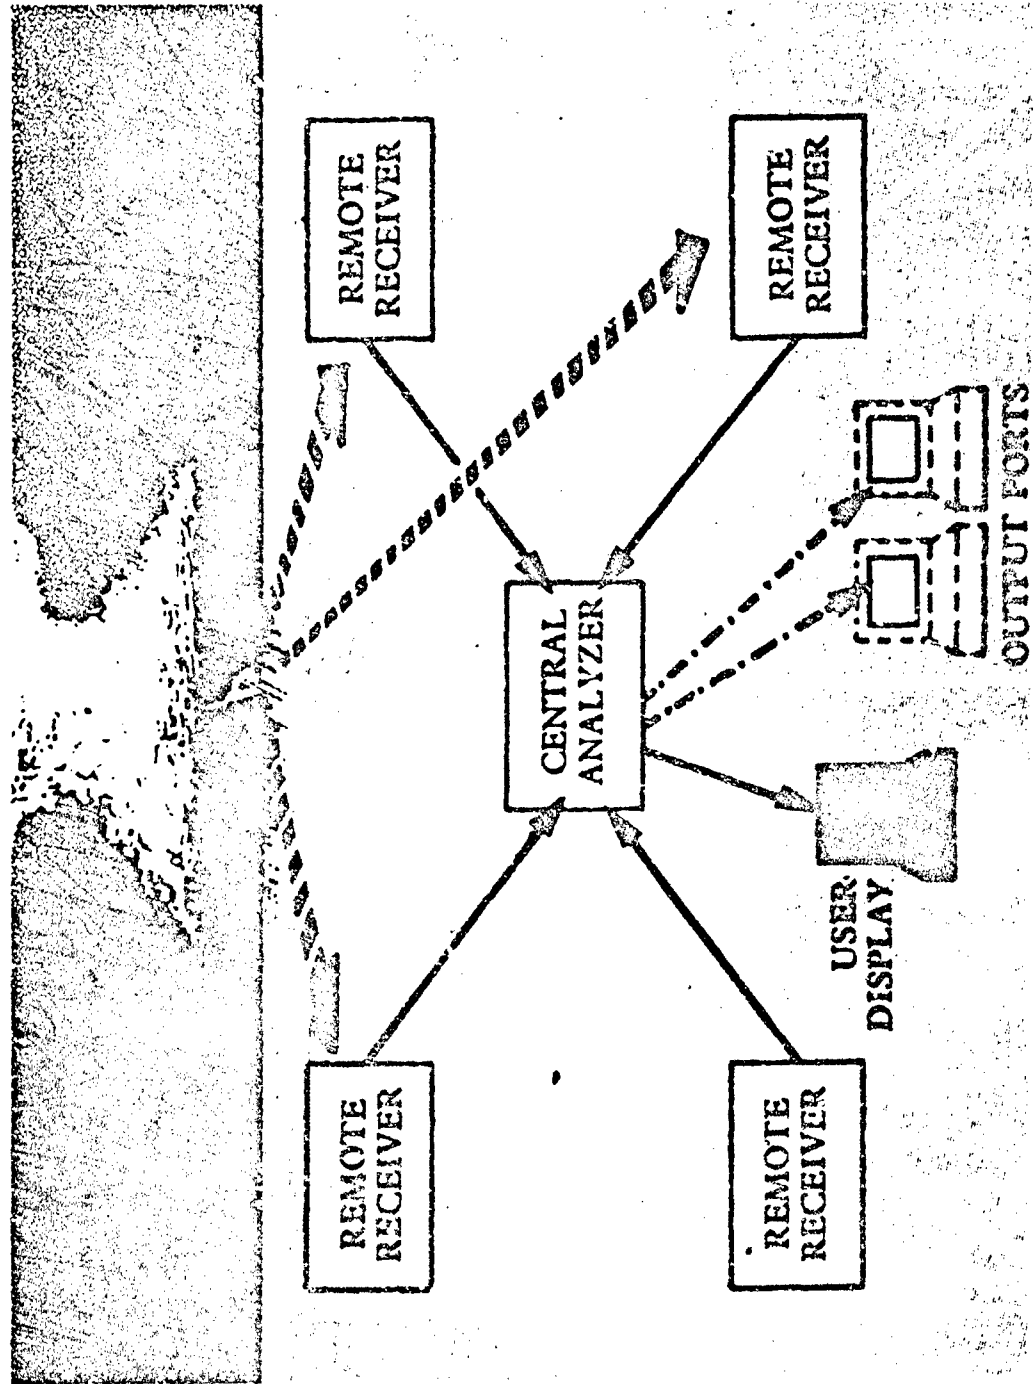 REMOTE
RECEIVER
REMOTE
RECEIVER
CENTRAL
ANALYZER
REMOTE
RECEIVER
REMOTE
RECEIVER
USER
DISPLAY
OUTPUT PORTS